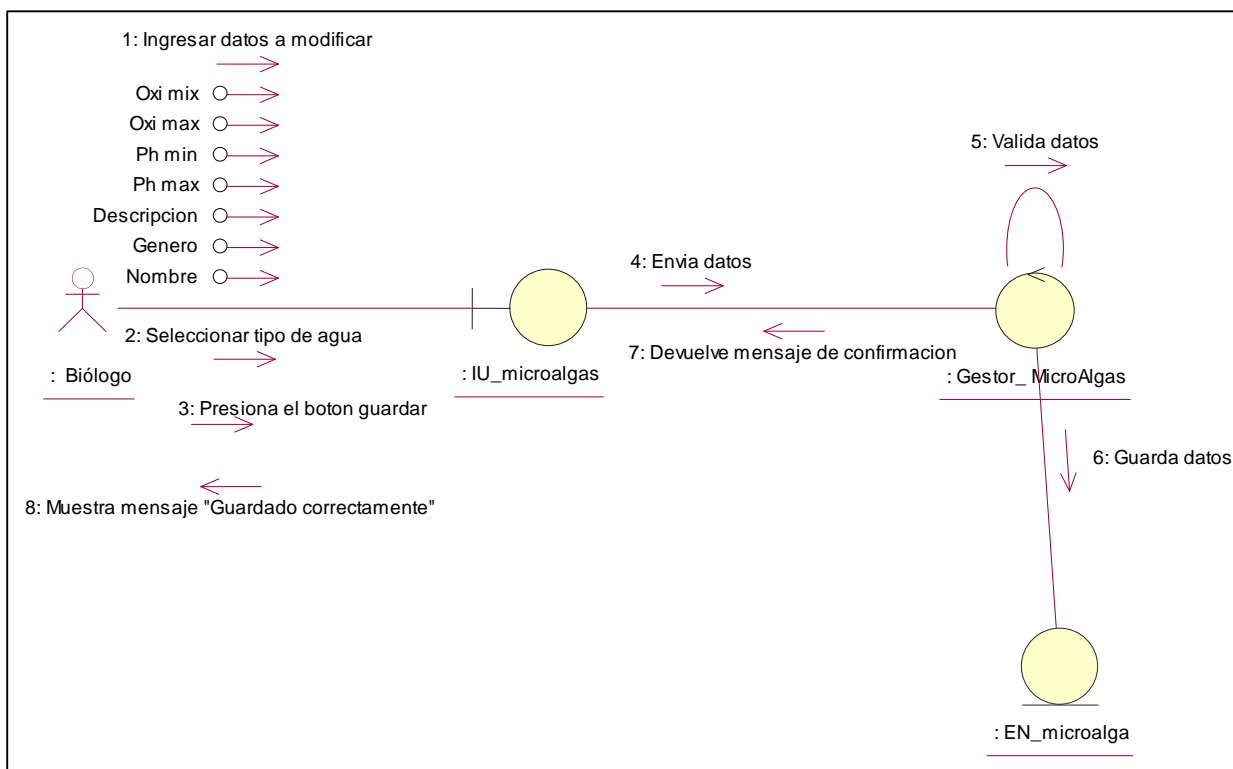 1: Ingresar datos a modificar
Oxi mix
Oxi max
Ph min
Ph max
Descripcion
Genero
Nombre
2: Seleccionar tipo de agua
: Biólogo
3: Presiona el boton guardar
8: Muestra mensaje "Guardado correctamente"
: IU_microalgas
4: Envia datos
7: Devuelve mensaje de confirmacion
5: Valida datos
: Gestor_ MicroAlgas
6: Guarda datos
: EN_microalga